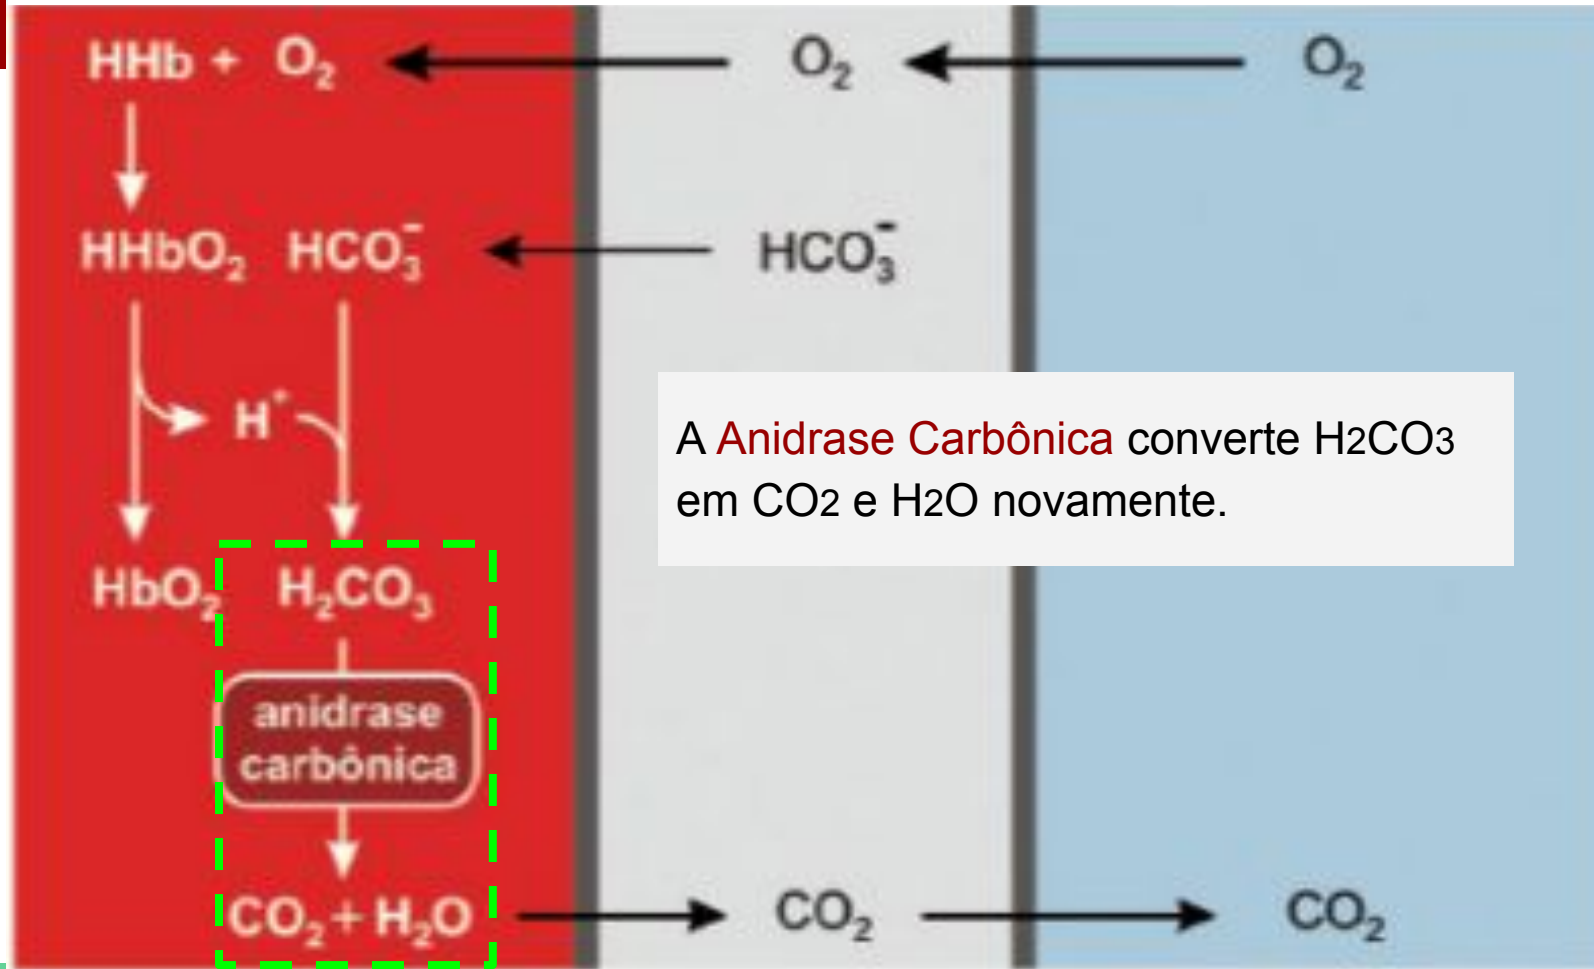 HHb + O₂ O₂ O₂
HHbO₂ HCO₃⁻ HCO₃⁻
H⁺
A Anidrase Carbônica converte H2CO3
em CO2 e H2O novamente.
HbO₂ H₂CO₃
anidrase
carbônica
CO₂ + H₂O CO₂ CO₂